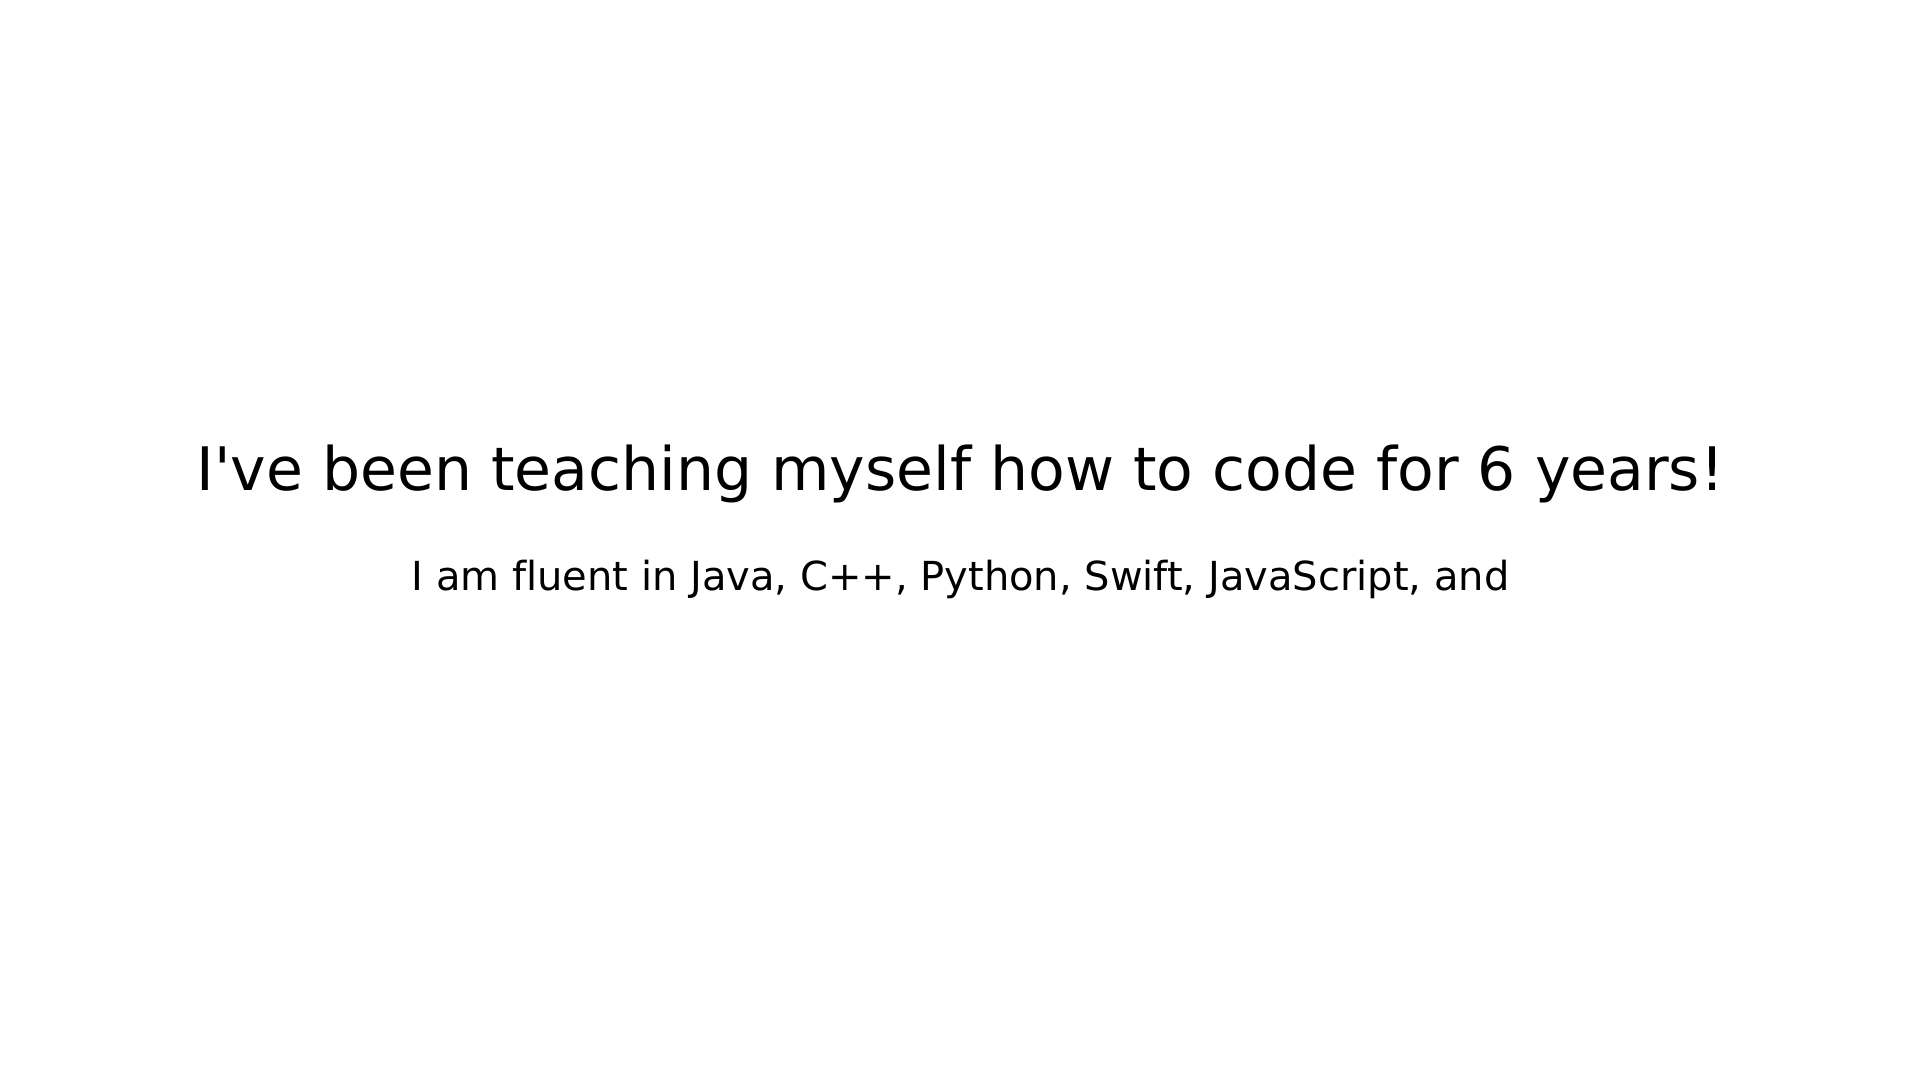 I've been teaching myself how to code for 6 years!
I am fluent in Java, C++, Python, Swift, JavaScript, and